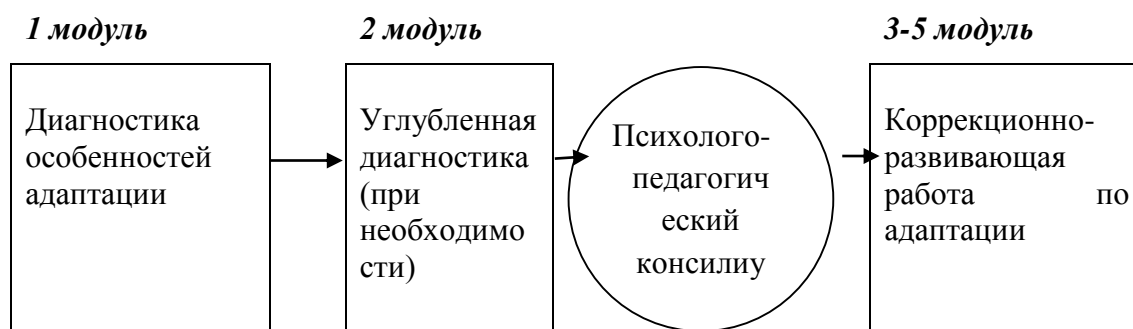 1 модуль
2 модуль
3-5 модуль
Диагностика
особенностей
адаптации
Углубленная
диагностика
(при
необходимо
сти)
Психолого-
педагогич
еский
консилиу
Коррекционно-
развивающая
работа по
адаптации